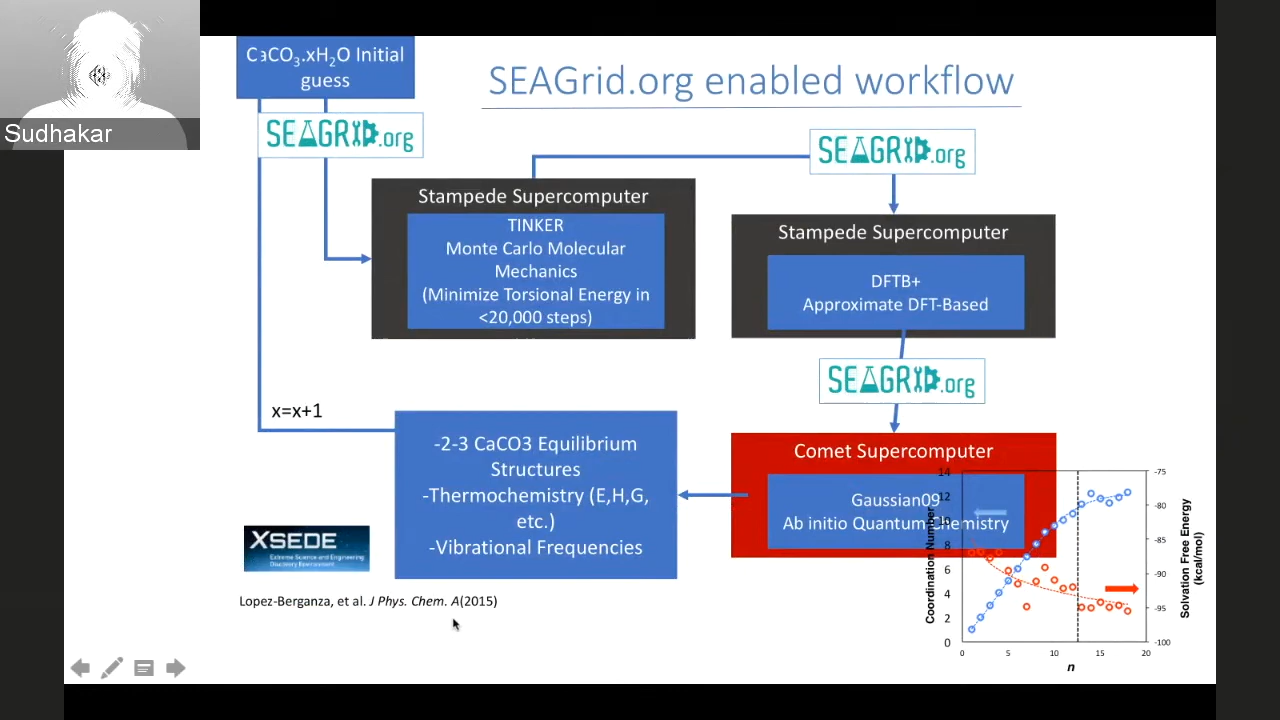 Sudhakar
CaCO3.xH2O Initial
guess
SEAGrid.org enabled workflow
SEAGRID.org
SEAGRID.org
Stampede Supercomputer
TINKER
Monte Carlo Molecular
Mechanics
(Minimize Torsional Energy in
<20,000 steps)
Stampede Supercomputer
DFTB+
Approximate DFT-Based
SEAGRID.org
x=x+1
-2-3 CaCO3 Equilibrium
Structures
-Thermochemistry (E,H,G,
etc.)
-Vibrational Frequencies
Comet Supercomputer
Gaussian09
Ab initio Quantum Chemistry
14
12
10
8
6
4
2
0
Coordination Number
-75
-80
-85
-90
-95
-100
Solvation Free Energy
(kcal/mol)
0
5
10
15
20
n
XSEDE
Extreme Science and Engineering
Discovery Environment
Lopez-Berganza, et al. J Phys. Chem. A(2015)